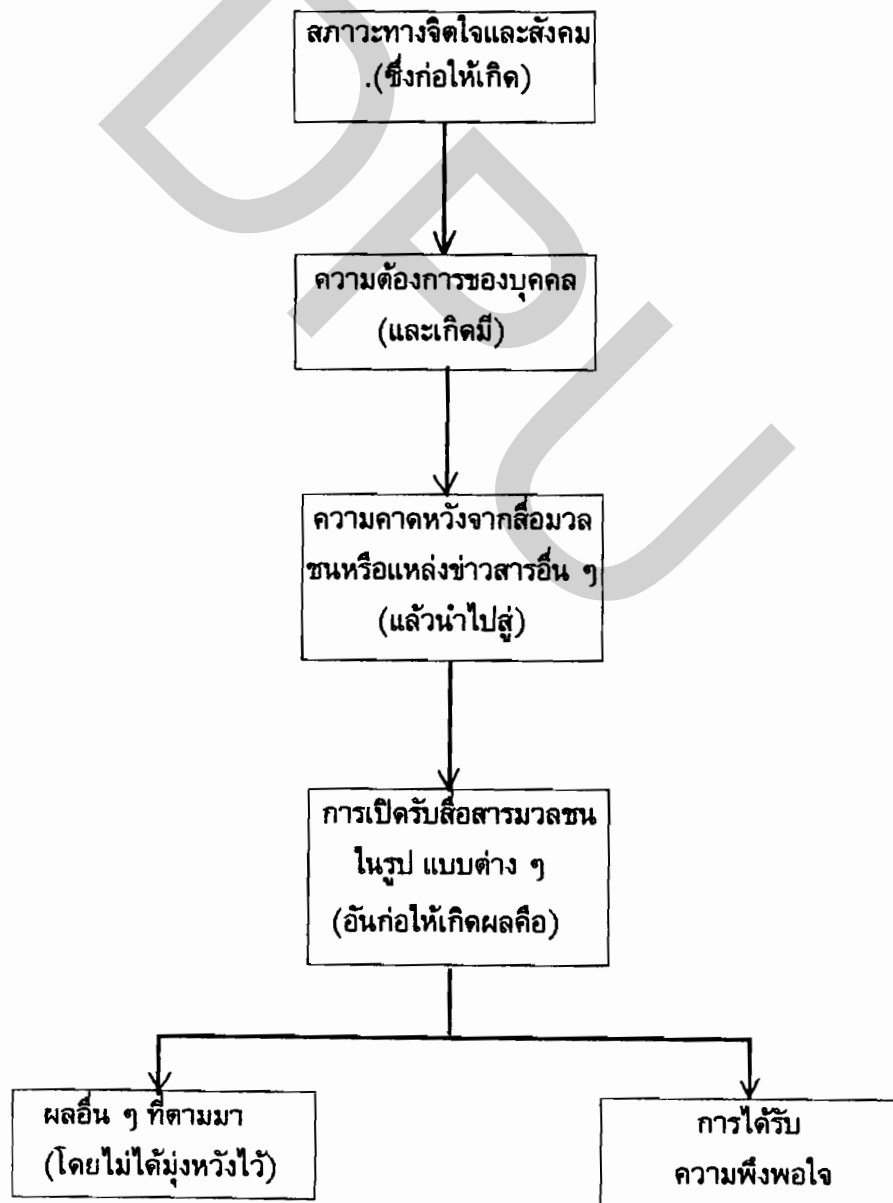 สภาวะทางจิตใจและสังคม
.(ซึ่งก่อให้เกิด)
ความต้องการของบุคคล
(และเกิดมี)
ความคาดหวังจากสื่อมวล
ชนหรือแหล่งข่าวสารอื่น ๆ
(แล้วนำไปสู่)
การเปิดรับสื่อสารมวลชน
ในรูป แบบต่าง ๆ
(อันก่อให้เกิดผลคือ)
ผลอื่น ๆ ที่ตามมา
(โดยไม่ได้มุ่งหวังไว้)
การได้รับ
ความพึงพอใจ
DPU